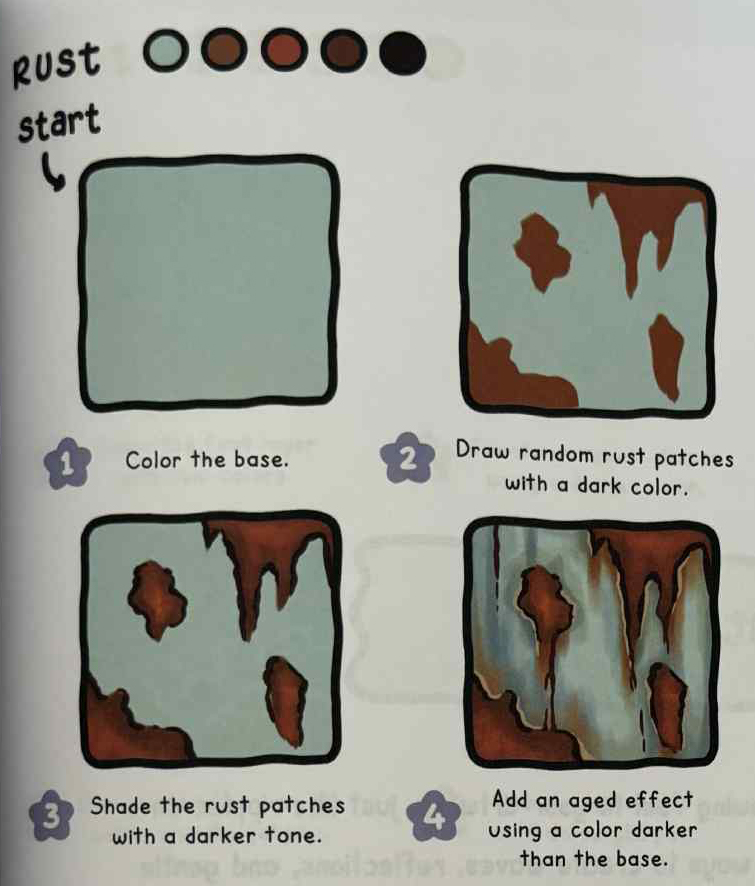 RUST
start
1 Color the base.
2 Draw random rust patches
with a dark color.
3 Shade the rust patches
with a darker tone.
4 Add an aged effect
using a color darker
than the base.